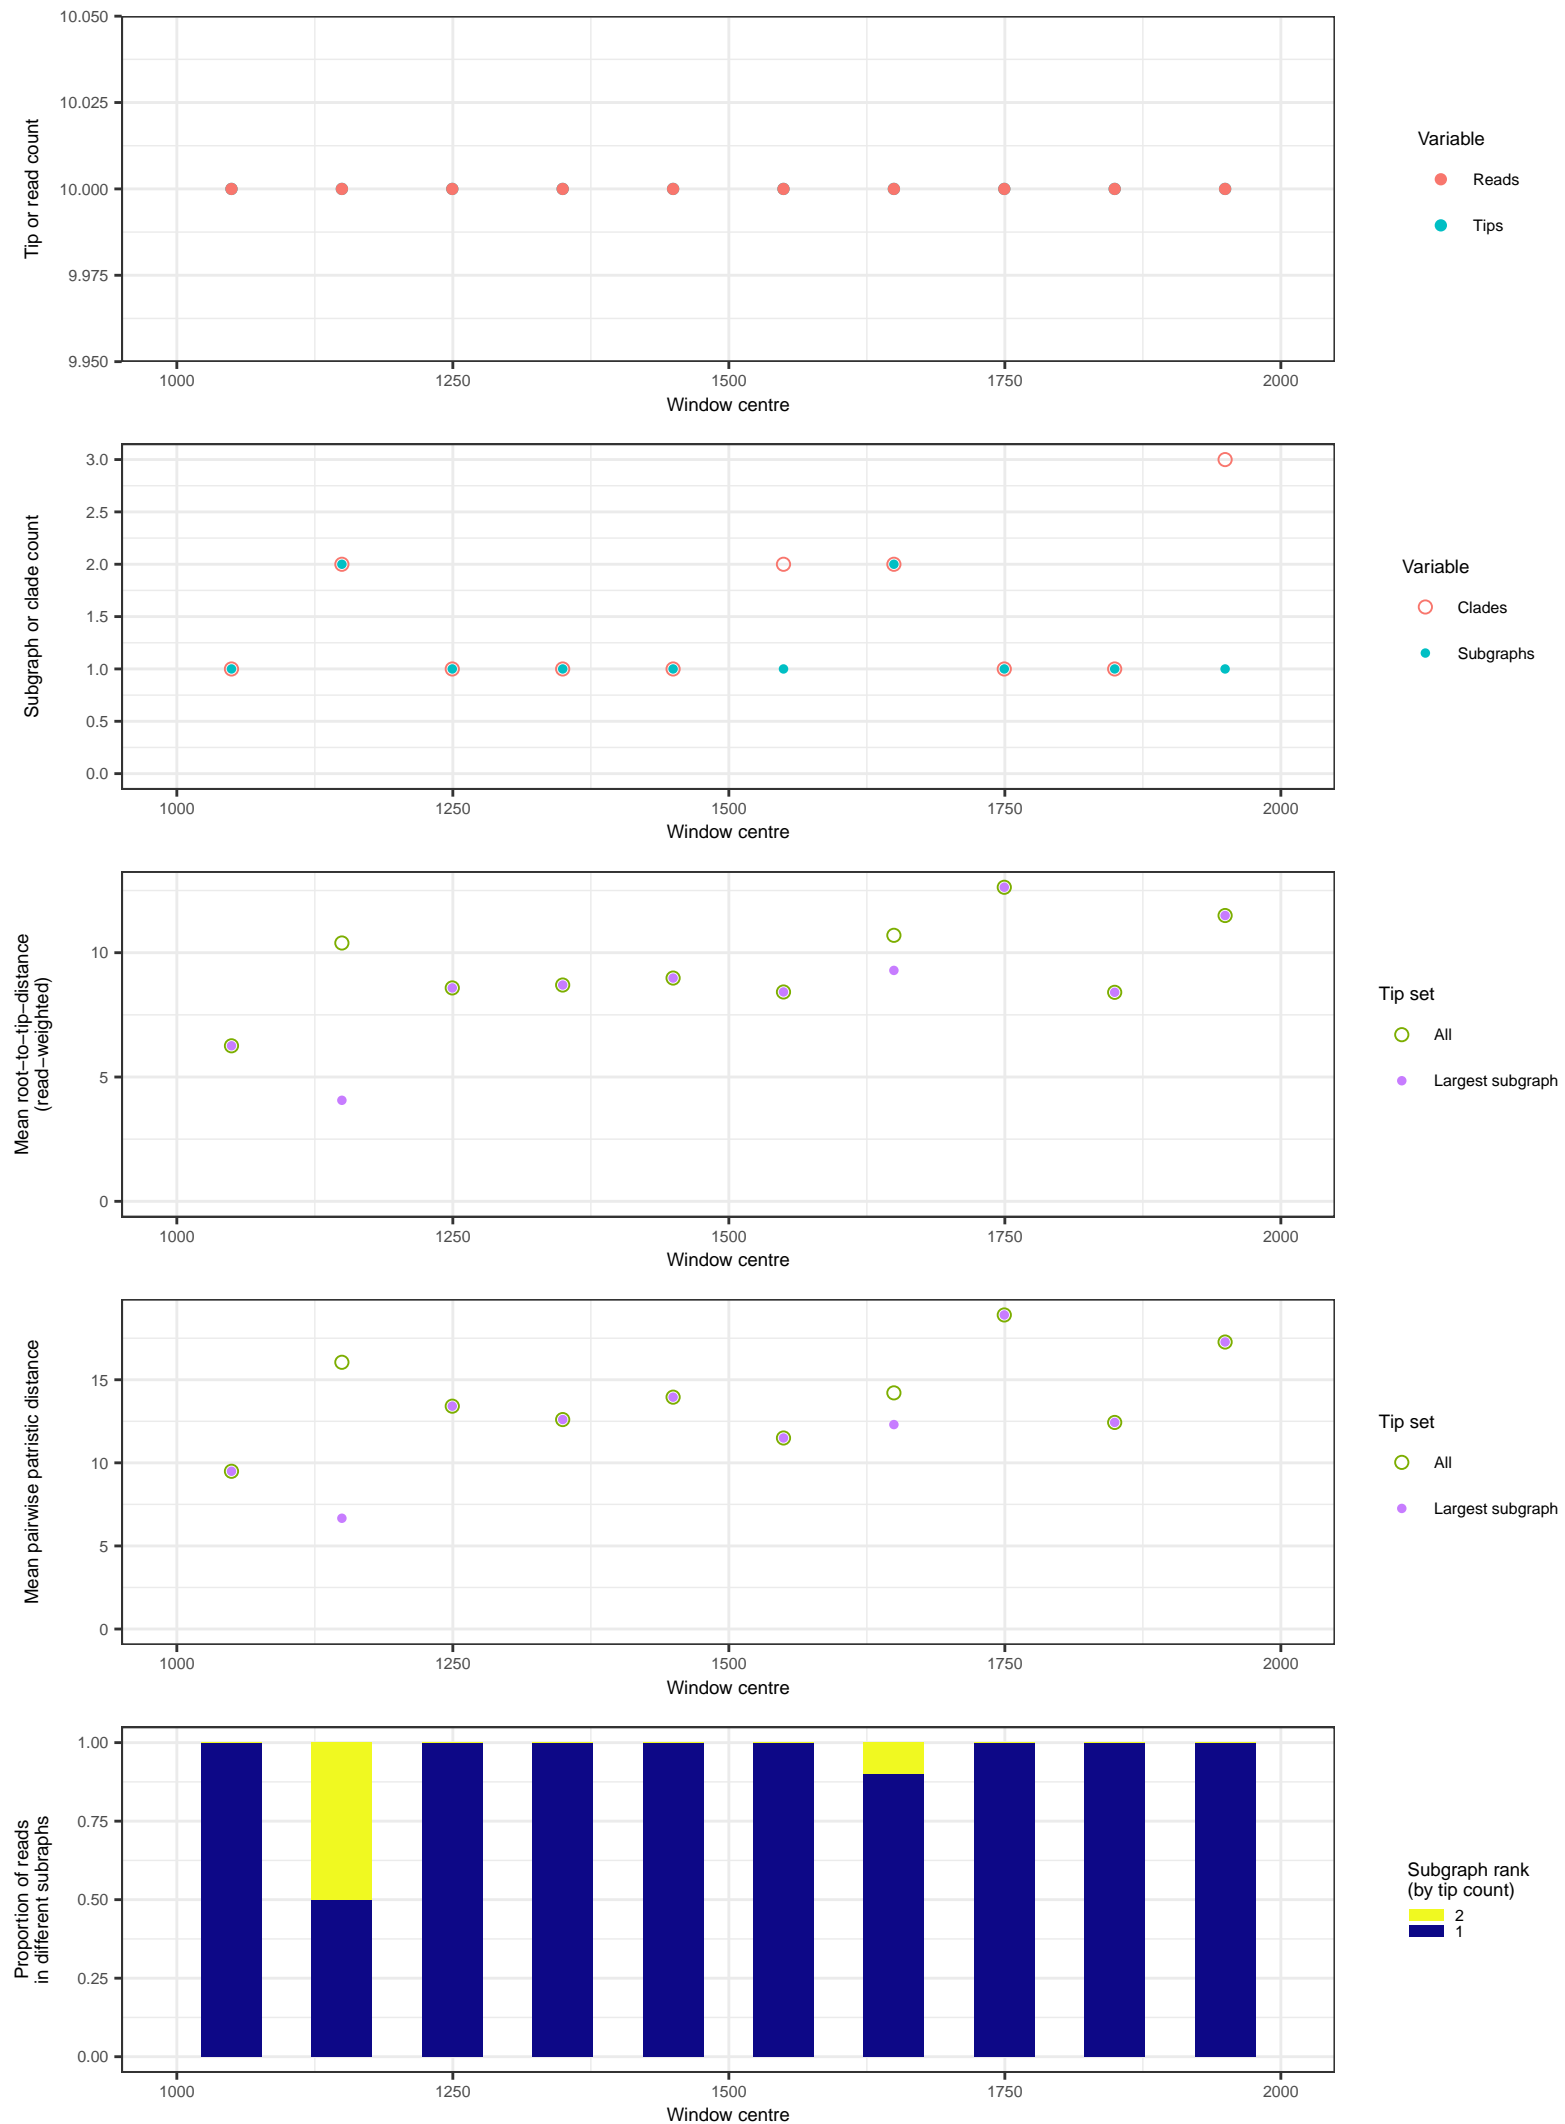 10.050
10.025
10.000
9.975
9.950
Tip or read count
1000 1250 1500 1750 2000
Window centre
Variable
Reads
Tips
3.0
2.5
2.0
1.5
1.0
0.5
0.0
Subgraph or clade count
1000 1250 1500 1750 2000
Window centre
Variable
Clades
Subgraphs
10
5
0
Mean root−to−tip−distance
(read−weighted)
1000 1250 1500 1750 2000
Window centre
Tip set
All
Largest subgraph
15
10
5
0
Mean pairwise patristic distance
1000 1250 1500 1750 2000
Window centre
Tip set
All
Largest subgraph
1.00
0.75
0.50
0.25
0.00
Proportion of reads
in different subraphs
1000 1250 1500 1750 2000
Window centre
Subgraph rank
(by tip count)
2
1